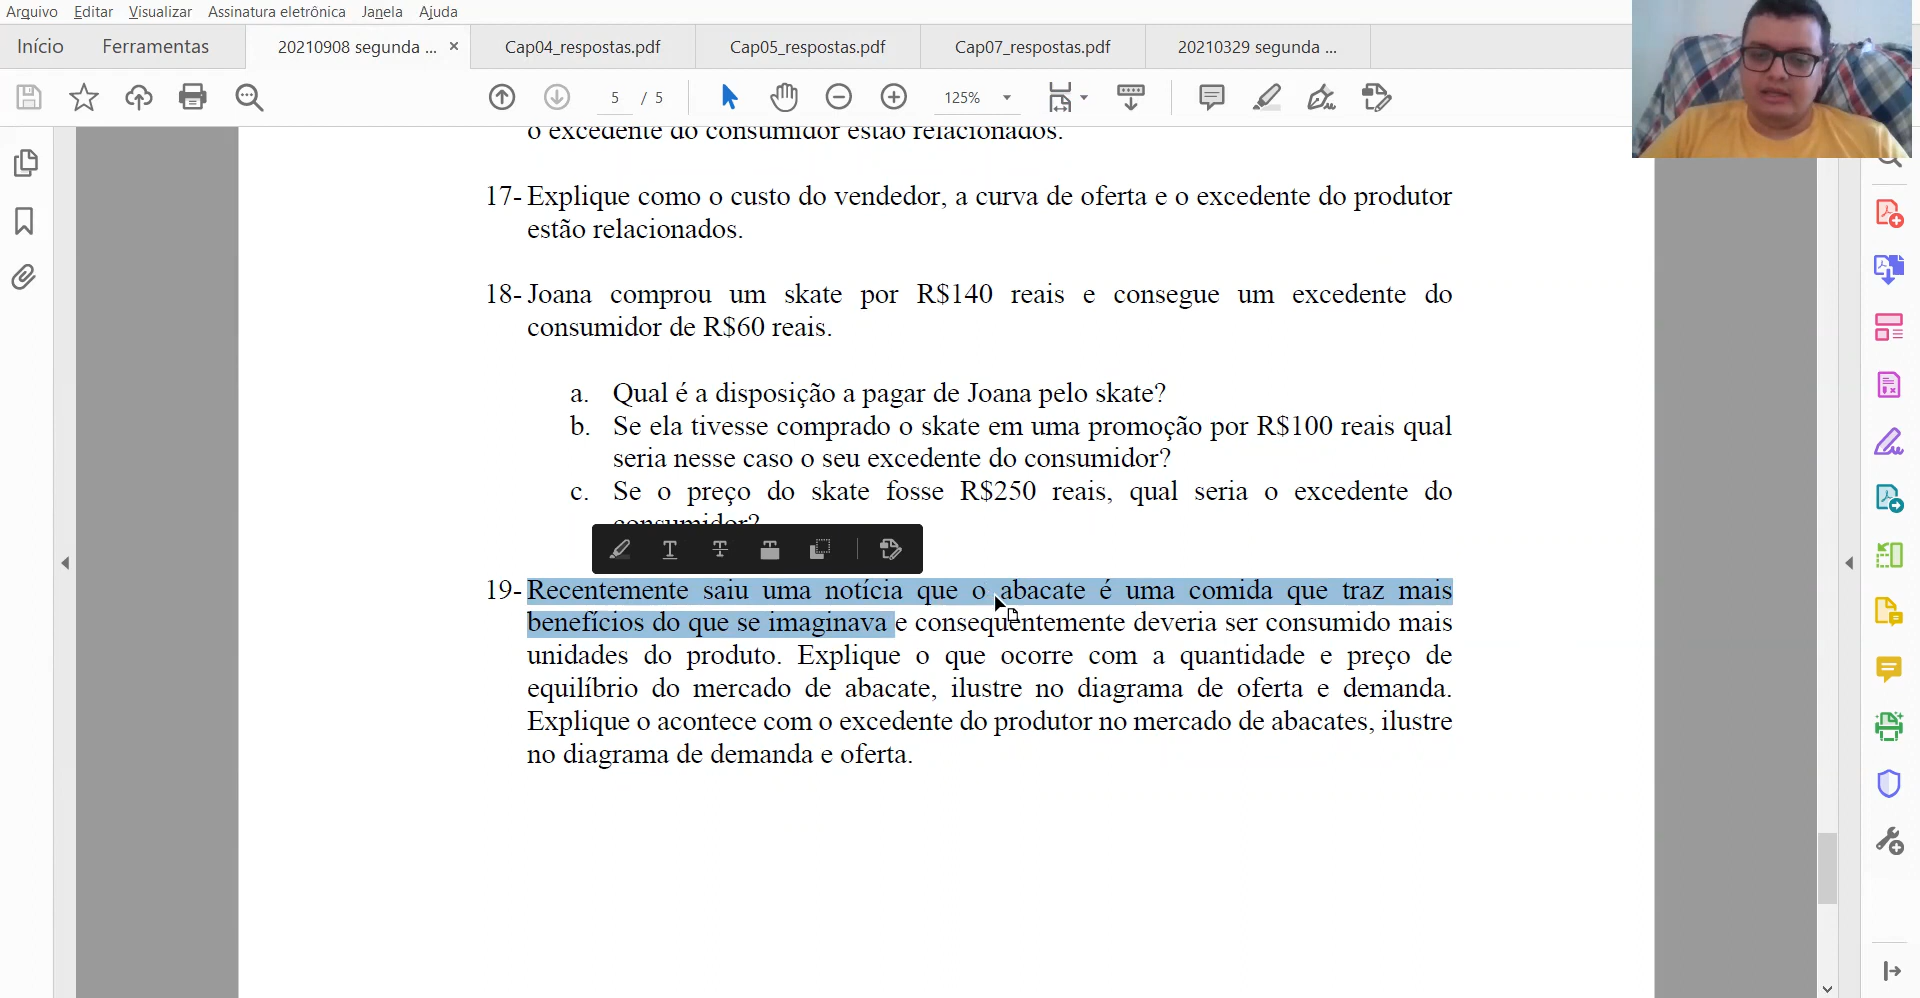 Arquivo Editar Visualizar Assinatura eletrônica Janela Ajuda
Início Ferramentas 20210908 segunda ... × Cap04_respostas.pdf Cap05_respostas.pdf Cap07_respostas.pdf 20210329 segunda ...
5 / 5 125%
o excedente do consumidor estão relacionados.
17- Explique como o custo do vendedor, a curva de oferta e o excedente do produtor
estão relacionados.
18- Joana comprou um skate por R$140 reais e consegue um excedente do
consumidor de R$60 reais.
a. Qual é a disposição a pagar de Joana pelo skate?
b. Se ela tivesse comprado o skate em uma promoção por R$100 reais qual
seria nesse caso o seu excedente do consumidor?
c. Se o preço do skate fosse R$250 reais, qual seria o excedente do
consumidor?
19- Recentemente saiu uma notícia que o abacate é uma comida que traz mais
benefícios do que se imaginava e consequentemente deveria ser consumido mais
unidades do produto. Explique o que ocorre com a quantidade e preço de
equilíbrio do mercado de abacate, ilustre no diagrama de oferta e demanda.
Explique o acontece com o excedente do produtor no mercado de abacates, ilustre
no diagrama de demanda e oferta.